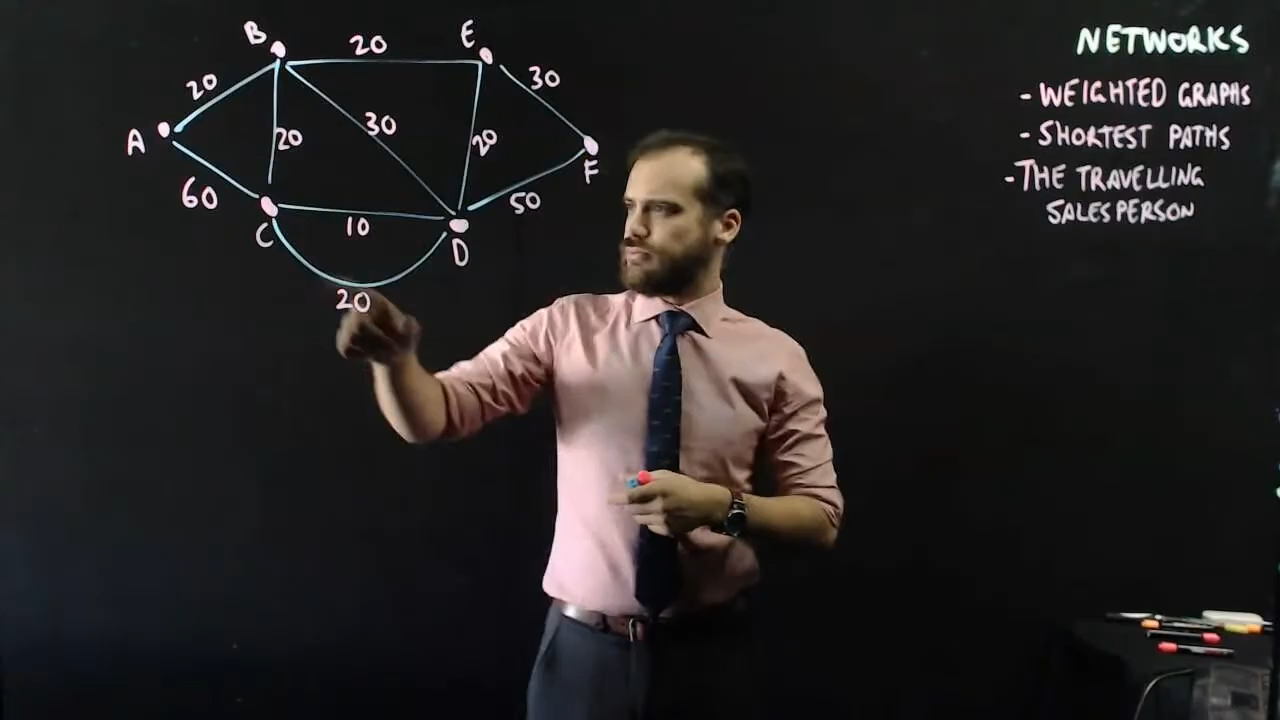 NETWORKS
- WEIGHTED GRAPHS
- SHORTEST PATHS
- THE TRAVELLING
SALESPERSON
B
20
E
20
30
A
20
30
20
F
60
50
C
10
D
20